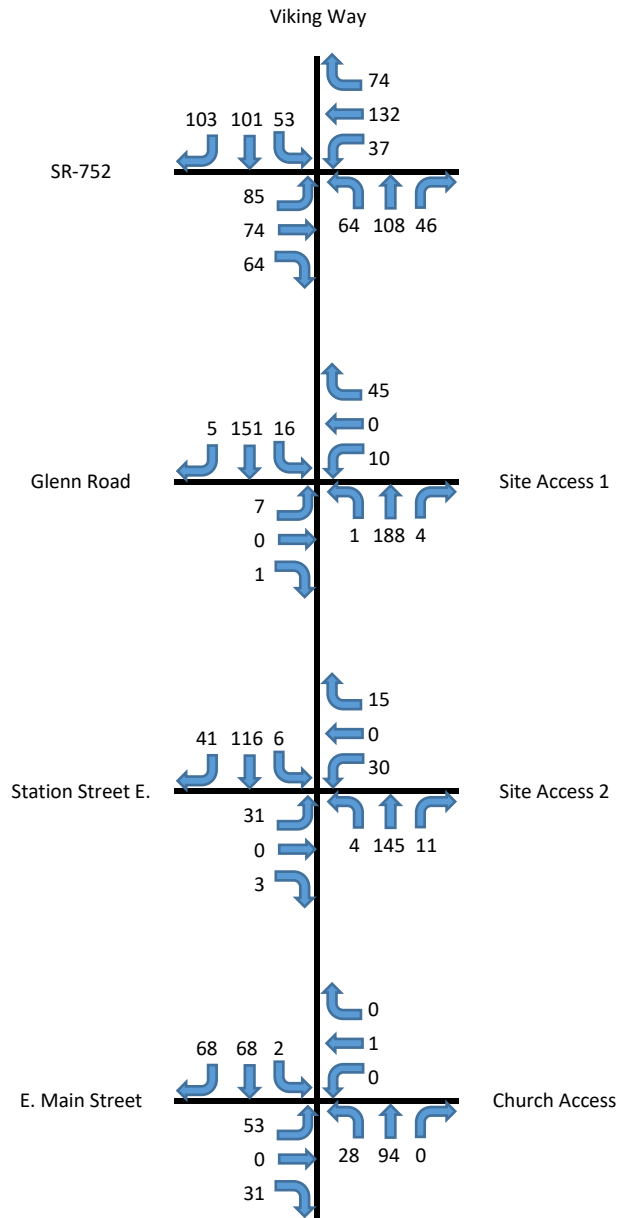 Viking Way
74
103 101 53
132
37
SR-752
85
64 108 46
74
64
45
5 151 16
0
10
Glenn Road
Site Access 1
7
1 188 4
0
1
15
41 116 6
0
30
Station Street E.
Site Access 2
31
4 145 11
0
3
0
68 68 2
1
0
E. Main Street
Church Access
53
28 94 0
0
31